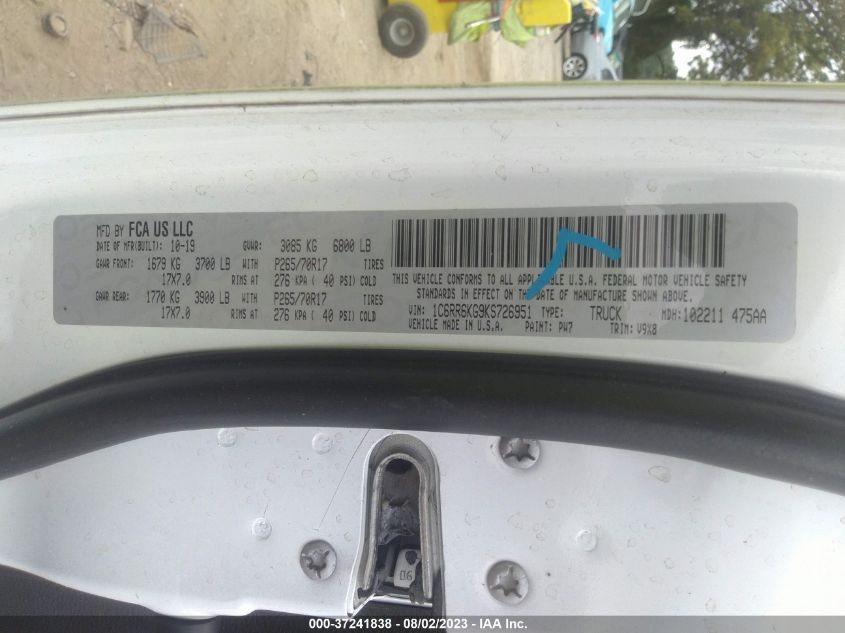 MFD BY FCA US LLC
DATE OF MFR(BUILT): 10-19 GVWR: 3085 KG 6800 LB
GAWR FRONT: 1679 KG 3700 LB WITH P265/70R17 TIRES
17X7.0 RIMS AT 276 KPA ( 40 PSI) COLD
GAWR REAR: 1770 KG 3900 LB WITH P265/70R17 TIRES
17X7.0 RIMS AT 276 KPA ( 40 PSI) COLD
THIS VEHICLE CONFORMS TO ALL APPLICABLE U.S.A. FEDERAL MOTOR VEHICLE SAFETY
STANDARDS IN EFFECT ON THE DATE OF MANUFACTURE SHOWN ABOVE.
VIN: 1C6RR6KG9KS726951 TYPE: TRUCK MDH: 102211 475AA
VEHICLE MADE IN U.S.A. PAINT: PW7 TRIM: V9X8
000-37241838 - 08/02/2023 - IAA Inc.